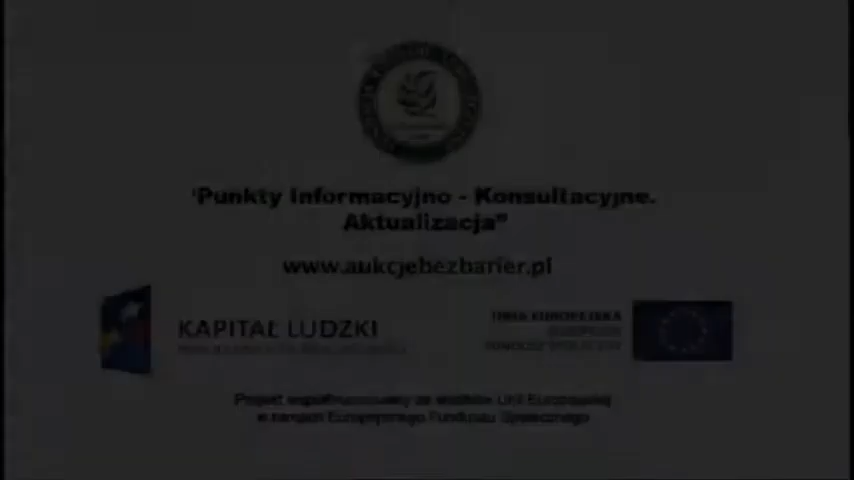 "Punkty Informacyjno - Konsultacyjne.
Aktualizacja"
www.aukcjebezbarier.pl
KAPITAŁ LUDZKI
UNIA EUROPEJSKA
Projekt współfinansowany ze środków Unii Europejskiej
w ramach Europejskiego Funduszu Społecznego